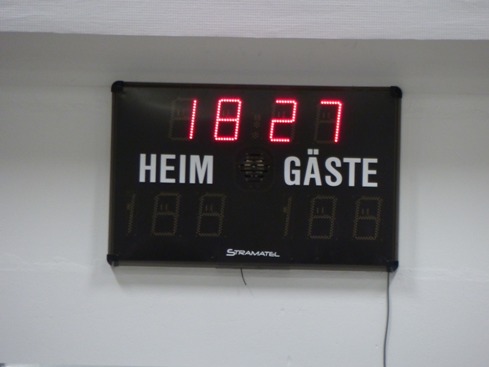 18 27
HEIM GÄSTE
STRAMATEL